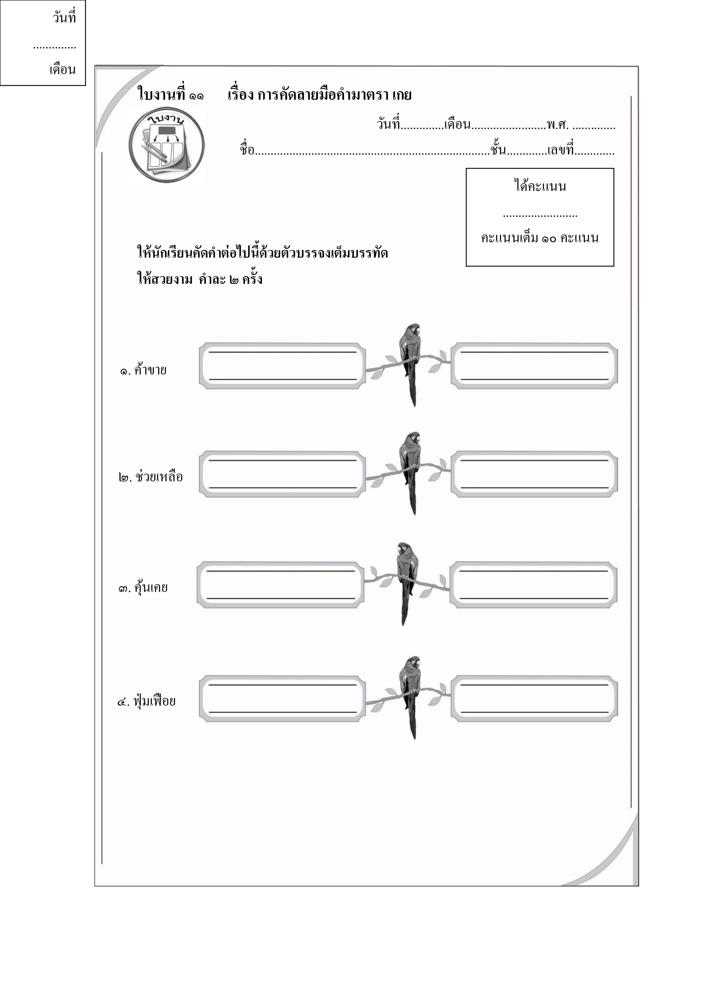 วันที่
..............
เดือน
ใบงานที่ ๑๑ เรื่อง การคัดลายมือคำมาตรา เกย
ใบงาน
วันที่..............เดือน........................พ.ศ. ..............
ชื่อ...........................................................................ชั้น.............เลขที่.............
ได้คะแนน
........................
คะแนนเต็ม ๑๐ คะแนน
ให้นักเรียนคัดคำต่อไปนี้ด้วยตัวบรรจงเต็มบรรทัด
ให้สวยงาม คำละ ๒ ครั้ง
๑. ค้าขาย
๒. ช่วยเหลือ
๓. คุ้นเคย
๔. ฟุ่มเฟือย